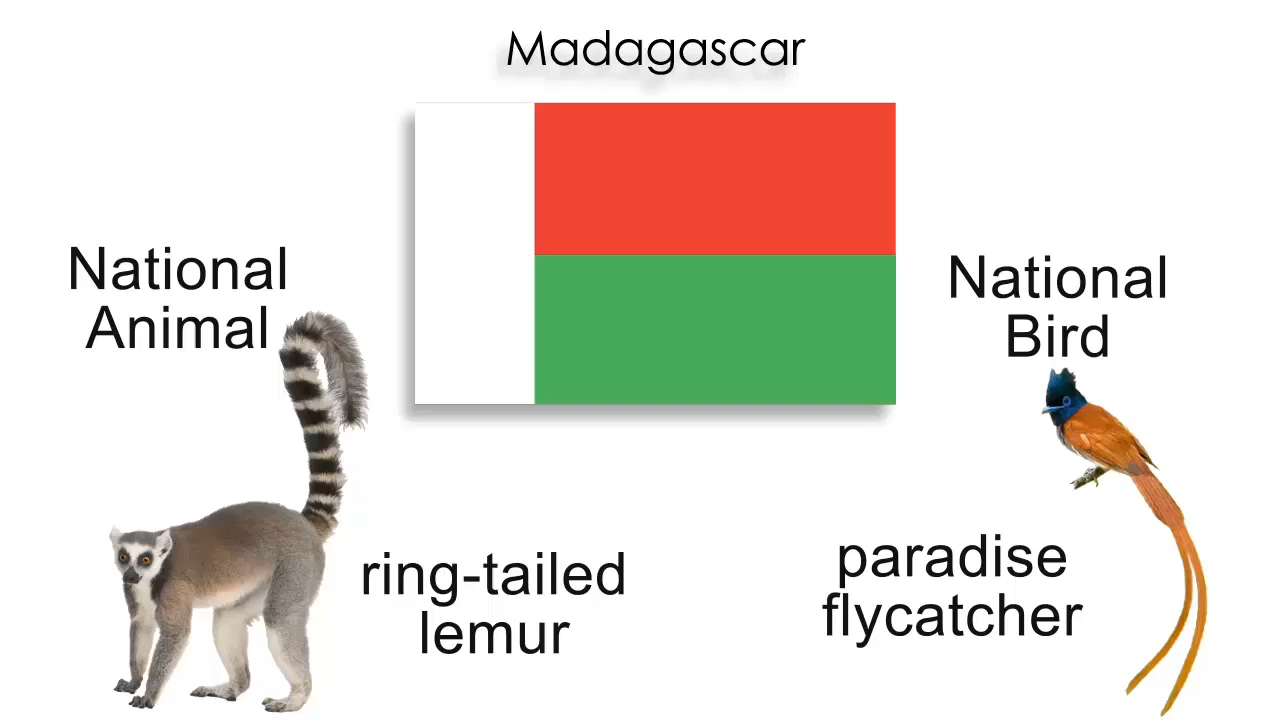 Madagascar
National
Animal
National
Bird
ring-tailed
lemur
paradise
flycatcher